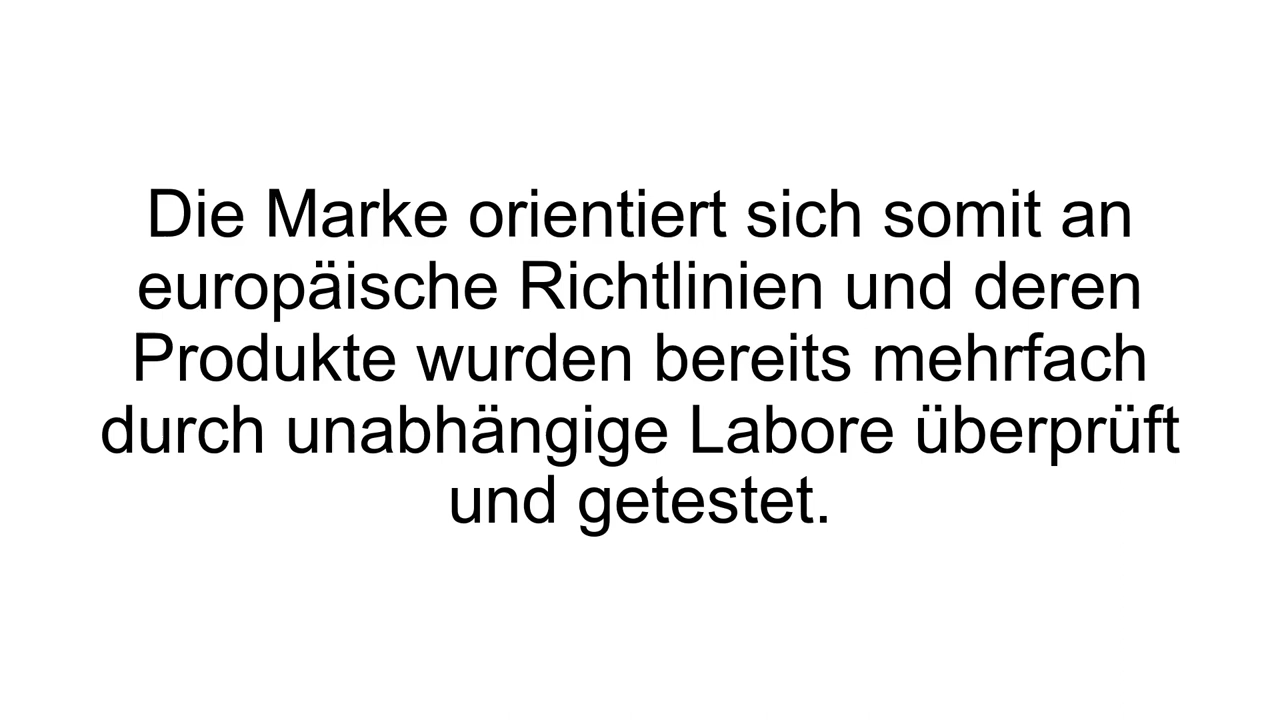 Die Marke orientiert sich somit an
europäische Richtlinien und deren
Produkte wurden bereits mehrfach
durch unabhängige Labore überprüft
und getestet.